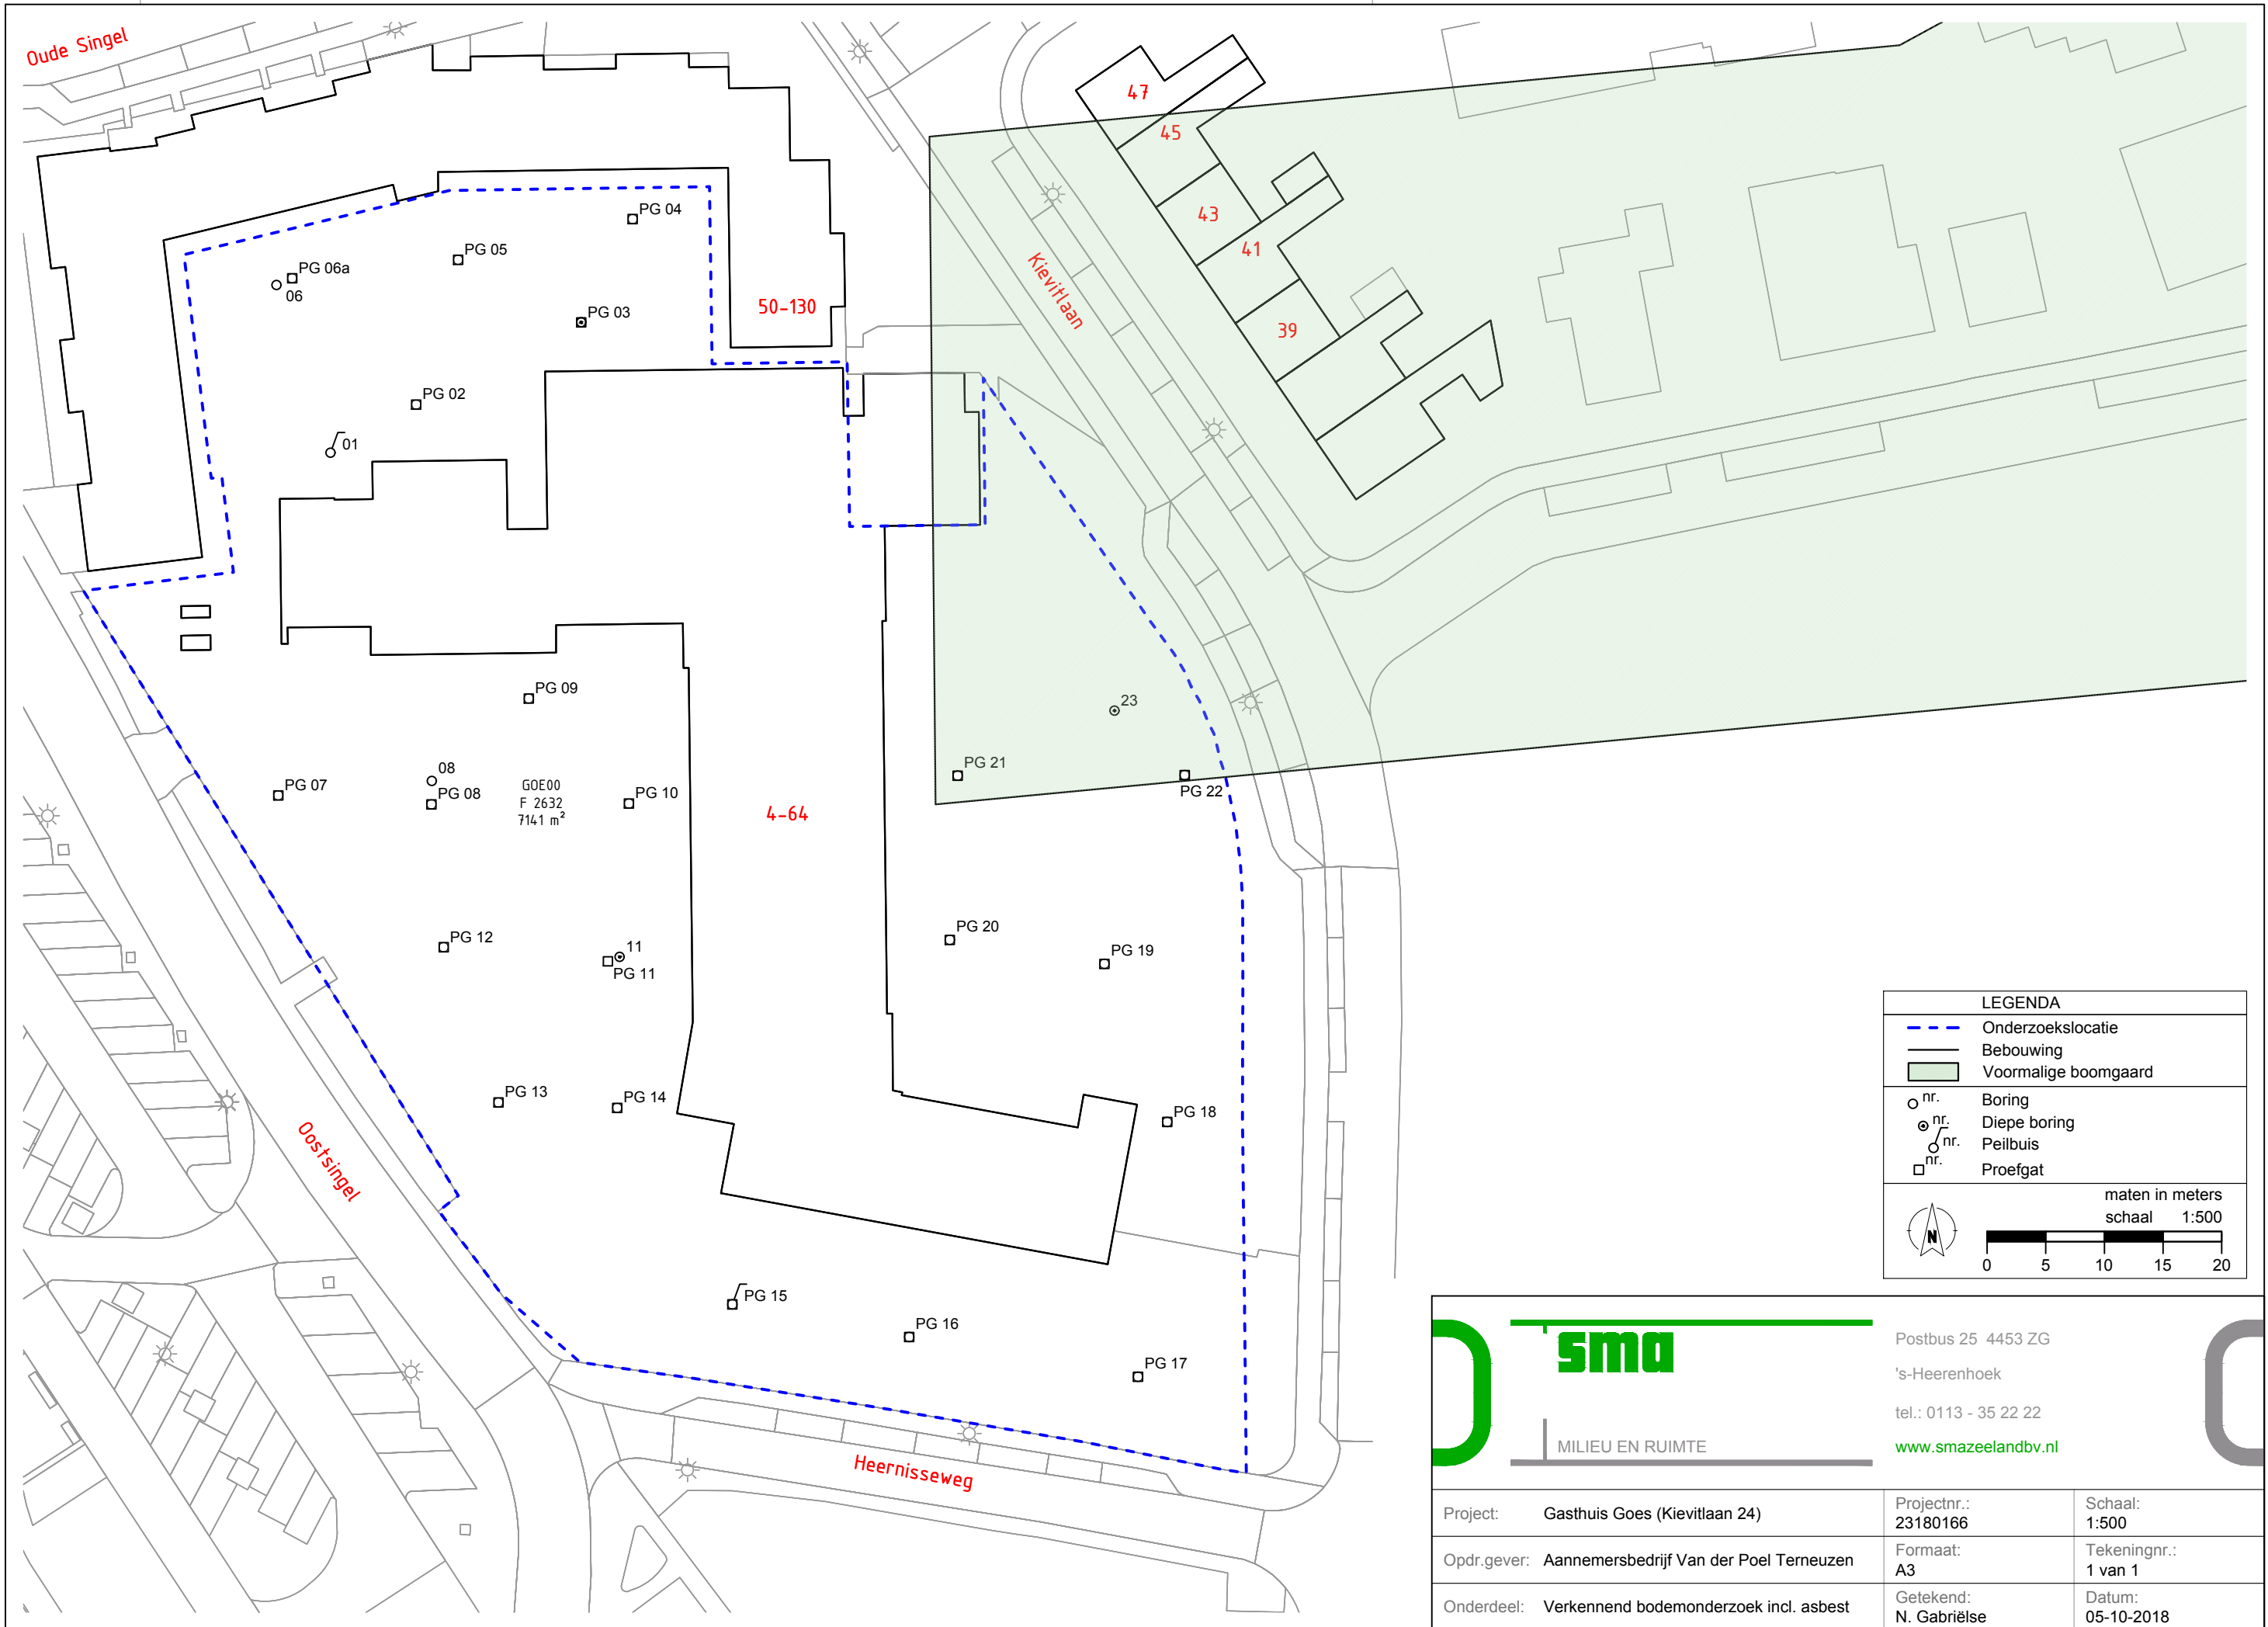 Oude Singel
47
45
43
41
39
Kievitlaan
PG 04
PG 05
PG 06a
06
50-130
PG 03
PG 02
01
PG 09
23
08
PG 21
PG 07
PG 08
GOE00
F 2632
7141 m²
PG 10
4-64
PG 22
PG 12
11
PG 11
PG 20
PG 19
PG 13
PG 14
PG 18
Oostsingel
PG 15
PG 16
PG 17
Heernisseweg
LEGENDA
Onderzoekslocatie
Bebouwing
Voormalige boomgaard
nr. Boring
nr. Diepe boring
nr. Peilbuis
nr. Proefgat
maten in meters
schaal 1:500
N
0 5 10 15 20
sma
MILIEU EN RUIMTE
Postbus 25 4453 ZG
's-Heerenhoek
tel.: 0113 - 35 22 22
www.smazeelandbv.nl
Project: Gasthuis Goes (Kievitlaan 24)
Projectnr.:
23180166
Schaal:
1:500
Opdr.gever: Aannemersbedrijf Van der Poel Terneuzen
Formaat:
A3
Tekeningnr.:
1 van 1
Onderdeel: Verkennend bodemonderzoek incl. asbest
Getekend:
N. Gabriëlse
Datum:
05-10-2018